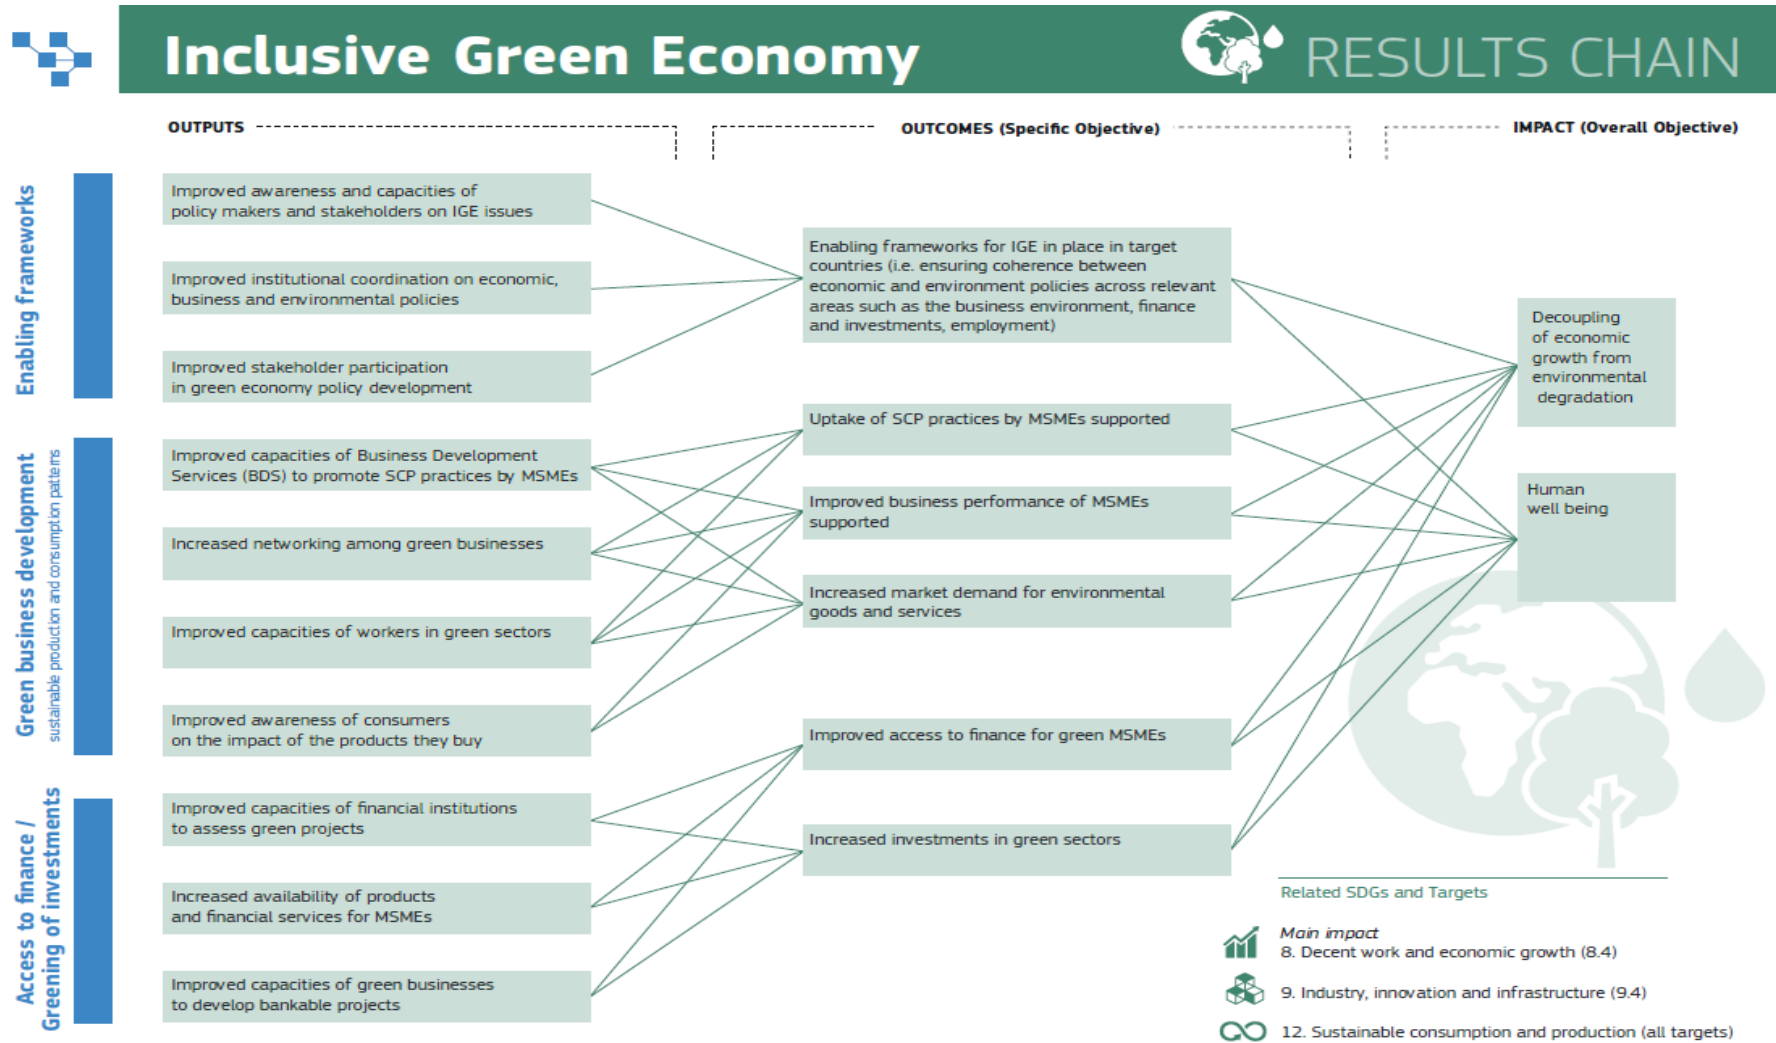 Inclusive Green Economy
RESULTS CHAIN
OUTPUTS
OUTCOMES (Specific Objective)
IMPACT (Overall Objective)
Enabling frameworks
Improved awareness and capacities of
policy makers and stakeholders on IGE issues
Improved institutional coordination on economic,
business and environmental policies
Improved stakeholder participation
in green economy policy development
Green business development
sustainable production and consumption patterns
Improved capacities of Business Development
Services (BDS) to promote SCP practices by MSMEs
Increased networking among green businesses
Improved capacities of workers in green sectors
Improved awareness of consumers
on the impact of the products they buy
Access to finance /
Greening of investments
Improved capacities of financial institutions
to assess green projects
Increased availability of products
and financial services for MSMEs
Improved capacities of green businesses
to develop bankable projects
Enabling frameworks for IGE in place in target
countries (i.e. ensuring coherence between
economic and environment policies across relevant
areas such as the business environment, finance
and investments, employment)
Uptake of SCP practices by MSMEs supported
Improved business performance of MSMEs
supported
Increased market demand for environmental
goods and services
Improved access to finance for green MSMEs
Increased investments in green sectors
Decoupling
of economic
growth from
environmental
degradation
Human
well being
Related SDGs and Targets
Main impact
8. Decent work and economic growth (8.4)
9. Industry, innovation and infrastructure (9.4)
12. Sustainable consumption and production (all targets)